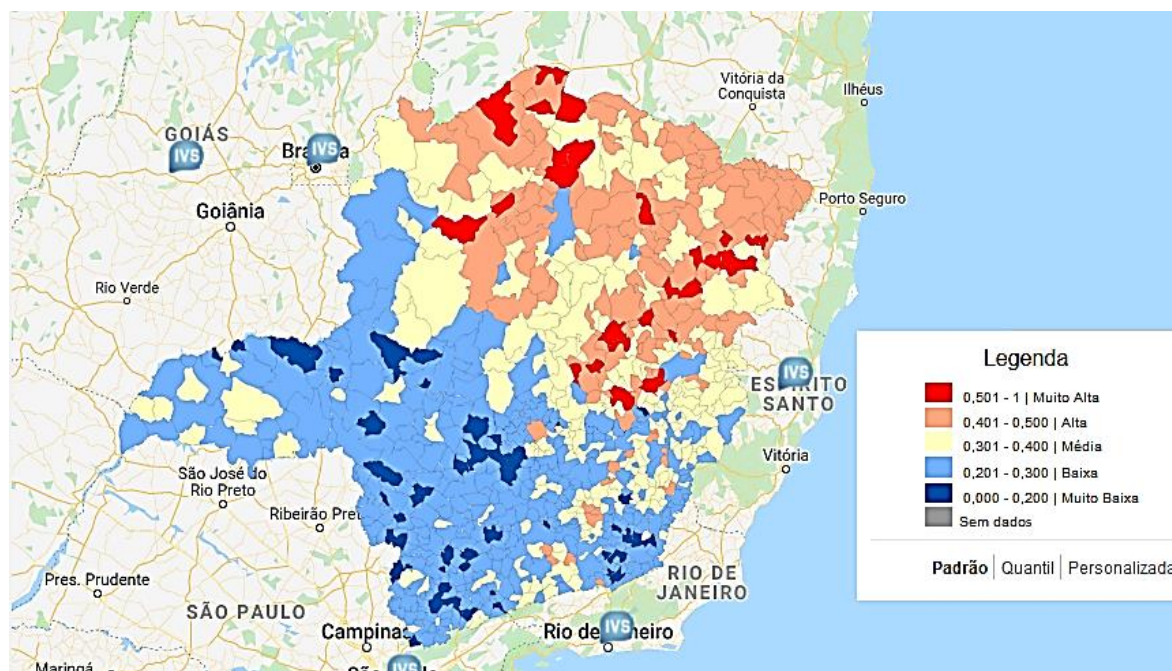 Vitória da
Conquista
Ilhéus
GOIÁS
IVS
IVS
Goiânia
Porto Seguro
Rio Verde
Legenda
0,501 - 1 | Muito Alta
0,401 - 0,500 | Alta
0,301 - 0,400 | Média
0,201 - 0,300 | Baixa
0,000 - 0,200 | Muito Baixa
Sem dados
Padrão | Quantil | Personalizada
IVS
ESPÍRITO
SANTO
Vitória
São José do
Rio Preto
Ribeirão Pret
Pres. Prudente
RIO DE
JANEIRO
SÃO PAULO
Campinas
Rio de
IVS
neiro
IVS
Maringá